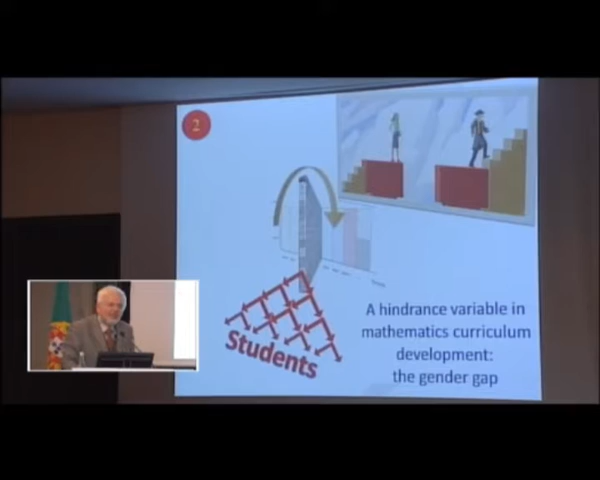 2
Students
A hindrance variable in
mathematics curriculum
development:
the gender gap